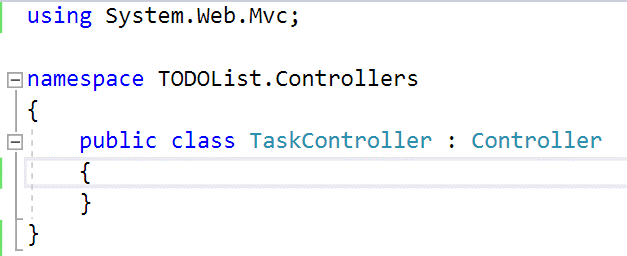 using System.Web.Mvc;
namespace TODOList.Controllers
{
public class TaskController : Controller
{
}
}